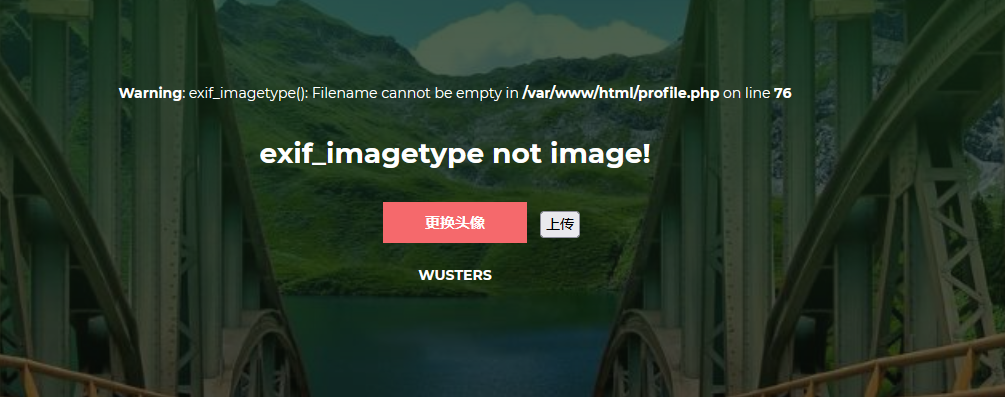 Warning: exif_imagetype(): Filename cannot be empty in /var/www/html/profile.php on line 76
exif_imagetype not image!
更换头像 上传
WUSTERS